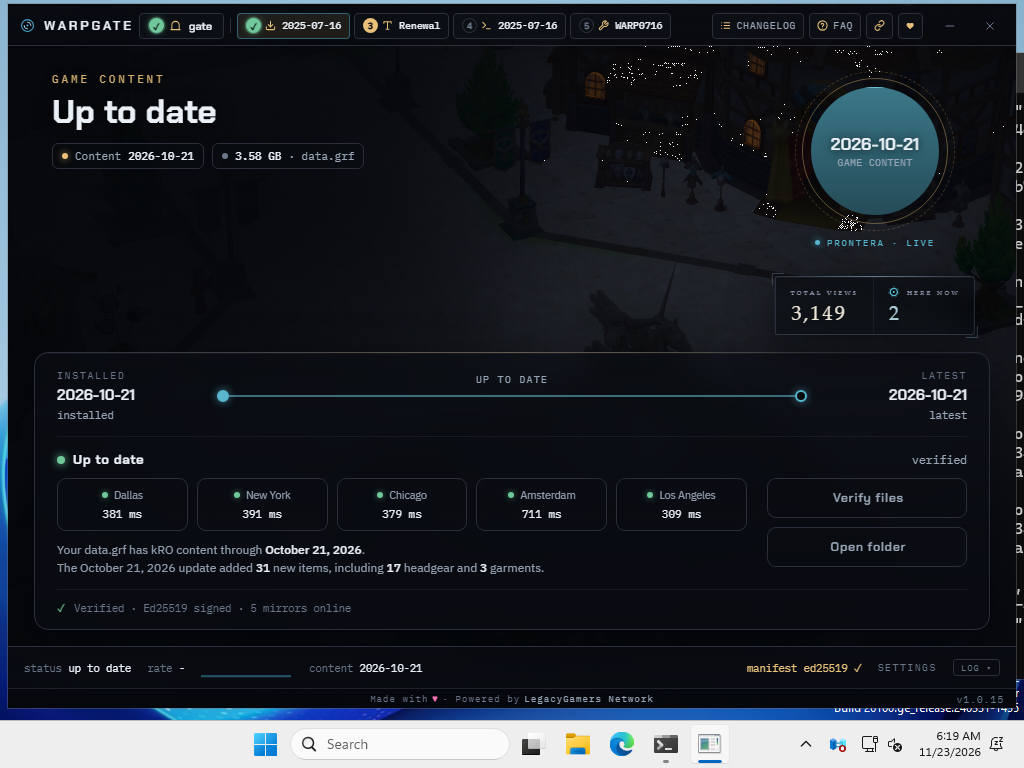 WARPGATE
gate
2025-07-16
3 Renewal
4 2025-07-16
5 WARP0716
CHANGELOG
FAQ
GAME CONTENT
Up to date
Content 2026-10-21
3.58 GB · data.grf
2026-10-21
GAME CONTENT
PRONTERA · LIVE
TOTAL VIEWS
3,149
HERE NOW
2
INSTALLED
2026-10-21
installed
UP TO DATE
LATEST
2026-10-21
latest
Up to date
verified
Dallas
381 ms
New York
391 ms
Chicago
379 ms
Amsterdam
711 ms
Los Angeles
309 ms
Verify files
Open folder
Your data.grf has kRO content through October 21, 2026.
The October 21, 2026 update added 31 new items, including 17 headgear and 3 garments.
✓ Verified · Ed25519 signed · 5 mirrors online
status up to date rate - content 2026-10-21
manifest ed25519 ✓ SETTINGS LOG
Made with ♥ · Powered by LegacyGamers Network
v1.0.15
Search
6:19 AM
11/23/2026